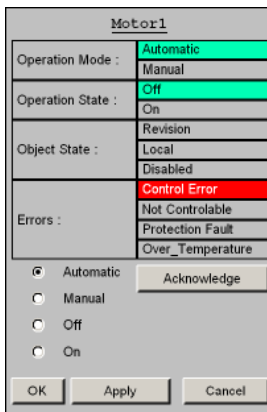 Motor1
Operation Mode :
Automatic
Manual
Operation State :
Off
On
Object State :
Revision
Local
Disabled
Errors :
Control Error
Not Controlable
Protection Fault
Over_Temperature
Automatic
Acknowledge
Manual
Off
On
OK
Apply
Cancel